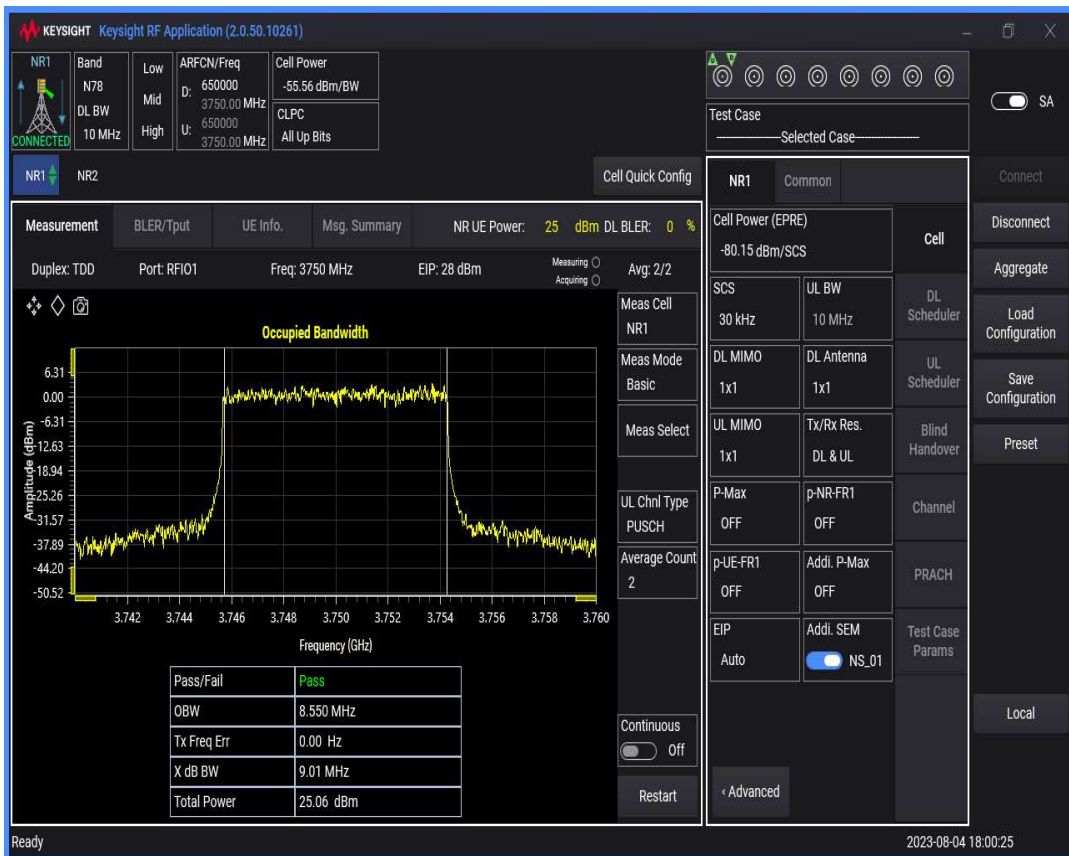 KEYSIGHT Keysight RF Application (2.0.50.10261)
NR1
CONNECTED
Band
N78
DL BW
10 MHz
Low
Mid
High
ARFCN/Freq
D: 650000
3750.00 MHz
U: 650000
3750.00 MHz
Cell Power
-55.56 dBm/BW
CLPC
All Up Bits
Test Case
Selected Case
SA
NR1 NR2
Cell Quick Config
Measurement BLER/Tput UE Info. Msg. Summary NR UE Power: 25 dBm DL BLER: 0 %
Duplex: TDD Port: RFIO1 Freq: 3750 MHz EIP: 28 dBm Measuring Avg: 2/2
Acquiring
Occupied Bandwidth
Amplitude (dBm)
6.31
0.00
-6.31
-12.63
-18.94
-25.26
-31.57
-37.89
-44.20
-50.52
3.742 3.744 3.746 3.748 3.750 3.752 3.754 3.756 3.758 3.760
Frequency (GHz)
Pass/Fail Pass
OBW 8.550 MHz
Tx Freq Err 0.00 Hz
X dB BW 9.01 MHz
Total Power 25.06 dBm
Meas Cell
NR1
Meas Mode
Basic
Meas Select
UL Chnl Type
PUSCH
Average Count
2
Continuous
Off
Restart
NR1 Common
Cell Power (EPRE)
-80.15 dBm/SCS
SCS
30 kHz
UL BW
10 MHz
DL MIMO
1x1
DL Antenna
1x1
UL MIMO
1x1
Tx/Rx Res.
DL & UL
P-Max
OFF
p-NR-FR1
OFF
p-UE-FR1
OFF
Addi. P-Max
OFF
EIP
Auto
Addi. SEM
NS_01
‹ Advanced
Cell
DL
Scheduler
UL
Scheduler
Blind
Handover
Channel
PRACH
Test Case
Params
Connect
Disconnect
Aggregate
Load
Configuration
Save
Configuration
Preset
Local
Ready
2023-08-04 18:00:25